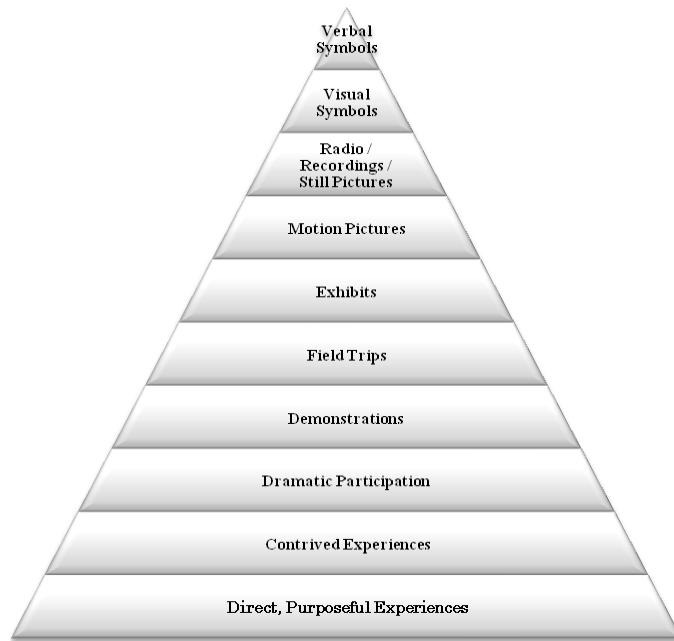 Verbal
Symbols
Visual
Symbols
Radio /
Recordings /
Still Pictures
Motion Pictures
Exhibits
Field Trips
Demonstrations
Dramatic Participation
Contrived Experiences
Direct, Purposeful Experiences